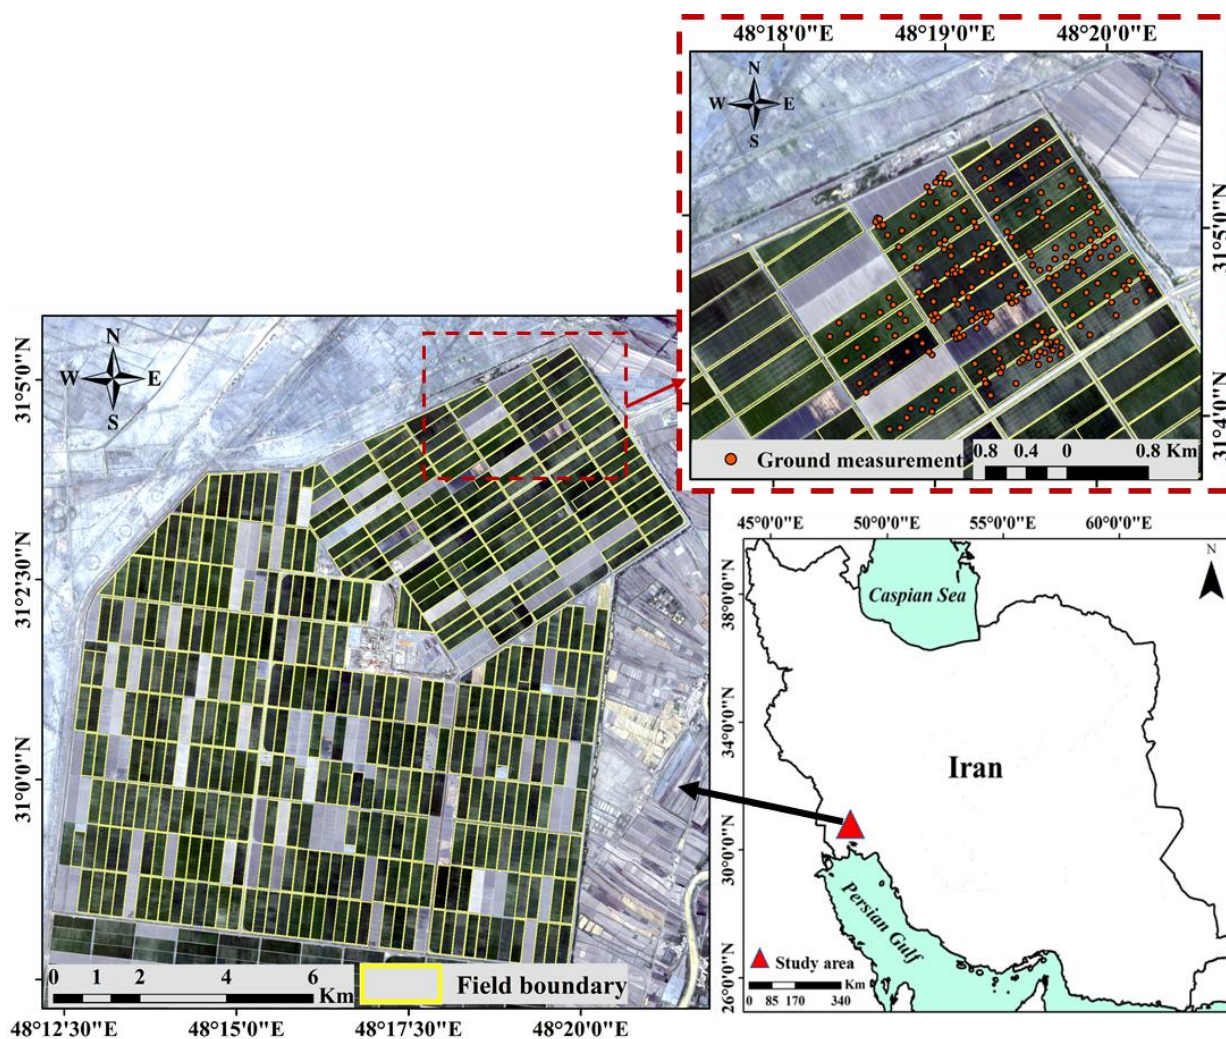 48°18'0"E 48°19'0"E 48°20'0"E
N
W E
S
31°5'0"N
31°4'0"N
Ground measurement
0.8 0.4 0 0.8 Km
N
W E
S
31°5'0"N
31°2'30"N
31°0'0"N
0 1 2 4 6
Km
Field boundary
48°12'30"E 48°15'0"E 48°17'30"E 48°20'0"E
45°0'0"E 50°0'0"E 55°0'0"E 60°0'0"E
N
Caspian Sea
38°0'0"N
34°0'0"N
Iran
30°0'0"N
Persian Gulf
Study area
Km
0 85 170 340
26°0'0"N